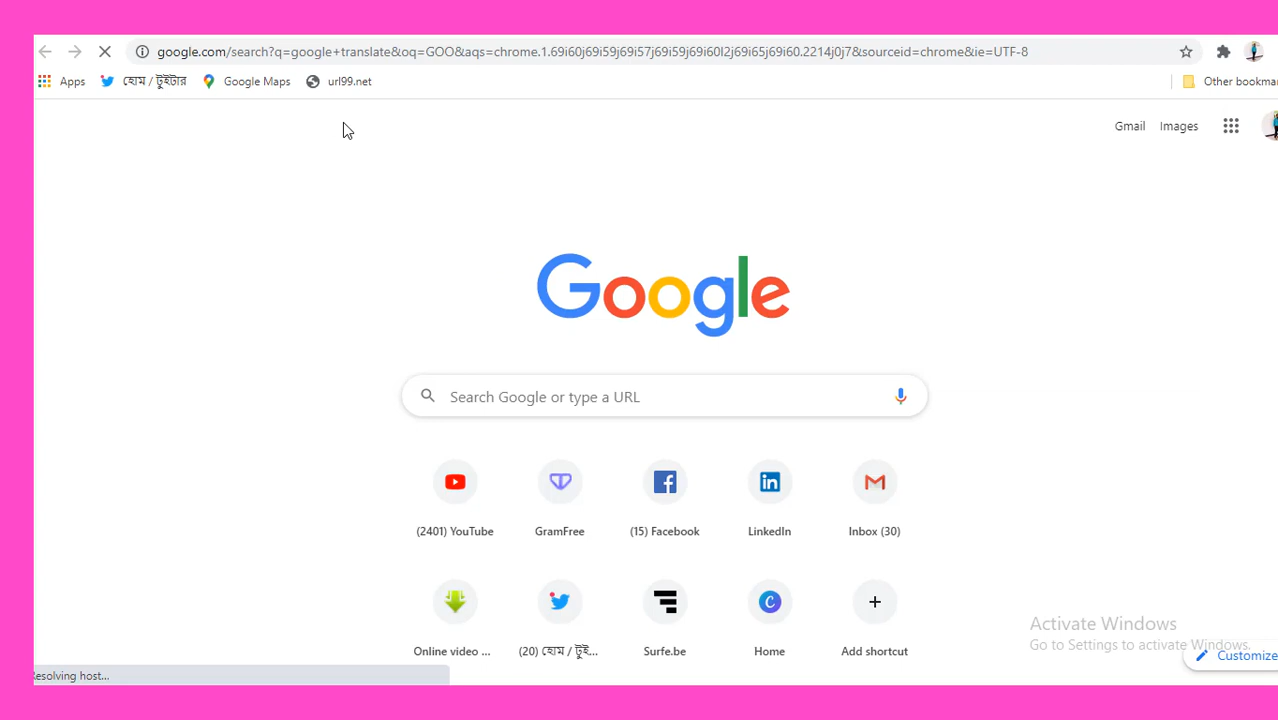 google.com/search?q=google+translate&oq=GOO&aqs=chrome.1.69i60j69i59j69i57j69i59j69i60l2j69i65j69i60.2214j0j7&sourceid=chrome&ie=UTF-8
Apps হোম / টুইটার Google Maps url99.net Other bookmar
Gmail Images
Google
Search Google or type a URL
(2401) YouTube GramFree (15) Facebook LinkedIn Inbox (30)
Online video ... (20) হোম / টুই... Surfe.be Home Add shortcut
Activate Windows
Go to Settings to activate Windows.
Customize
Resolving host...